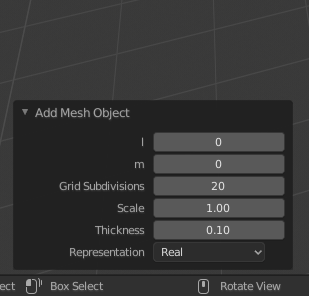 Add Mesh Object
l 0
m 0
Grid Subdivisions 20
Scale 1.00
Thickness 0.10
Representation Real
ect Box Select Rotate View